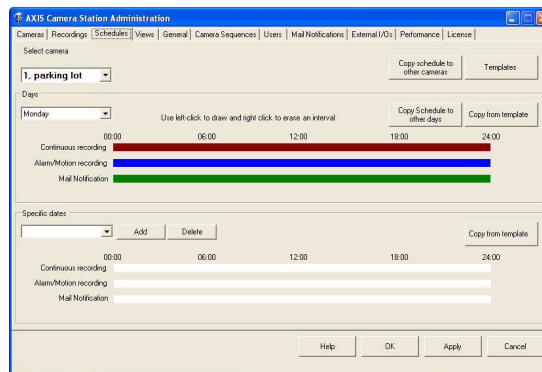 AXIS Camera Station Administration
Cameras Recordings Schedules Views General Camera Sequences Users Mail Notifications External I/Os Performance License
Select camera
1, parking lot
Copy schedule to
other cameras
Templates
Days
Monday
Use left-click to draw and right click to erase an interval
Copy Schedule to
other days
Copy from template
00:00 06:00 12:00 18:00 24:00
Continuous recording
Alarm/Motion recording
Mail Notification
Specific dates
Add Delete
Copy from template
00:00 06:00 12:00 18:00 24:00
Continuous recording
Alarm/Motion recording
Mail Notification
Help OK Apply Cancel